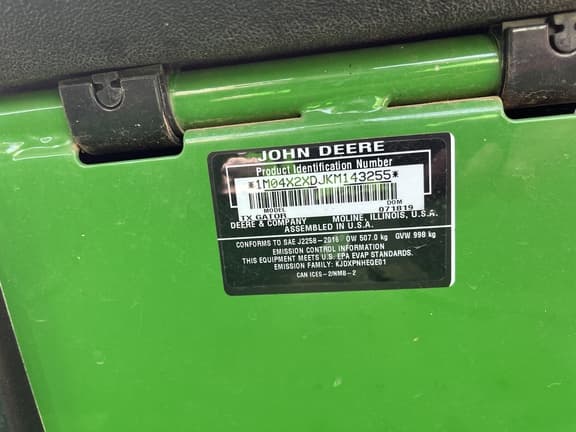 JOHN DEERE
Product Identification Number
*1M04X2XDJKM143255*
MODEL DOM
TX GATOR 071819
DEERE & COMPANY MOLINE, ILLINOIS, U.S.A.
ASSEMBLED IN U.S.A.
CONFORMS TO SAE J2258-2016 OW 507.0 kg GVW 998 kg
EMISSION CONTROL INFORMATION
THIS EQUIPMENT MEETS U.S. EPA EVAP STANDARDS.
EMISSION FAMILY: KJDXPNHEGE01
CAN ICES-2/NMB-2